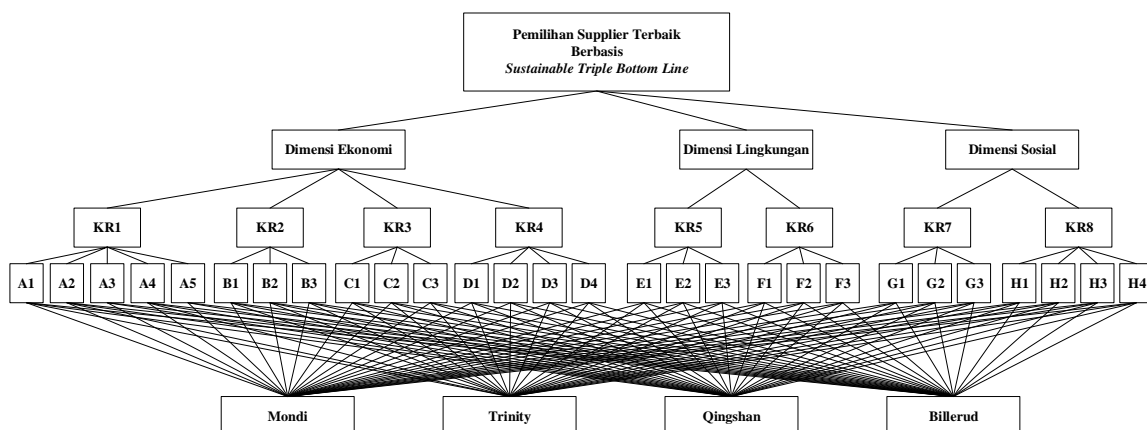 Pemilihan Supplier Terbaik
Berbasis
Sustainable Triple Bottom Line
Dimensi Ekonomi
Dimensi Lingkungan
Dimensi Sosial
KR1
KR2
KR3
KR4
KR5
KR6
KR7
KR8
A1
A2
A3
A4
A5
B1
B2
B3
C1
C2
C3
D1
D2
D3
D4
E1
E2
E3
F1
F2
F3
G1
G2
G3
H1
H2
H3
H4
Mondi
Trinity
Qingshan
Billerud